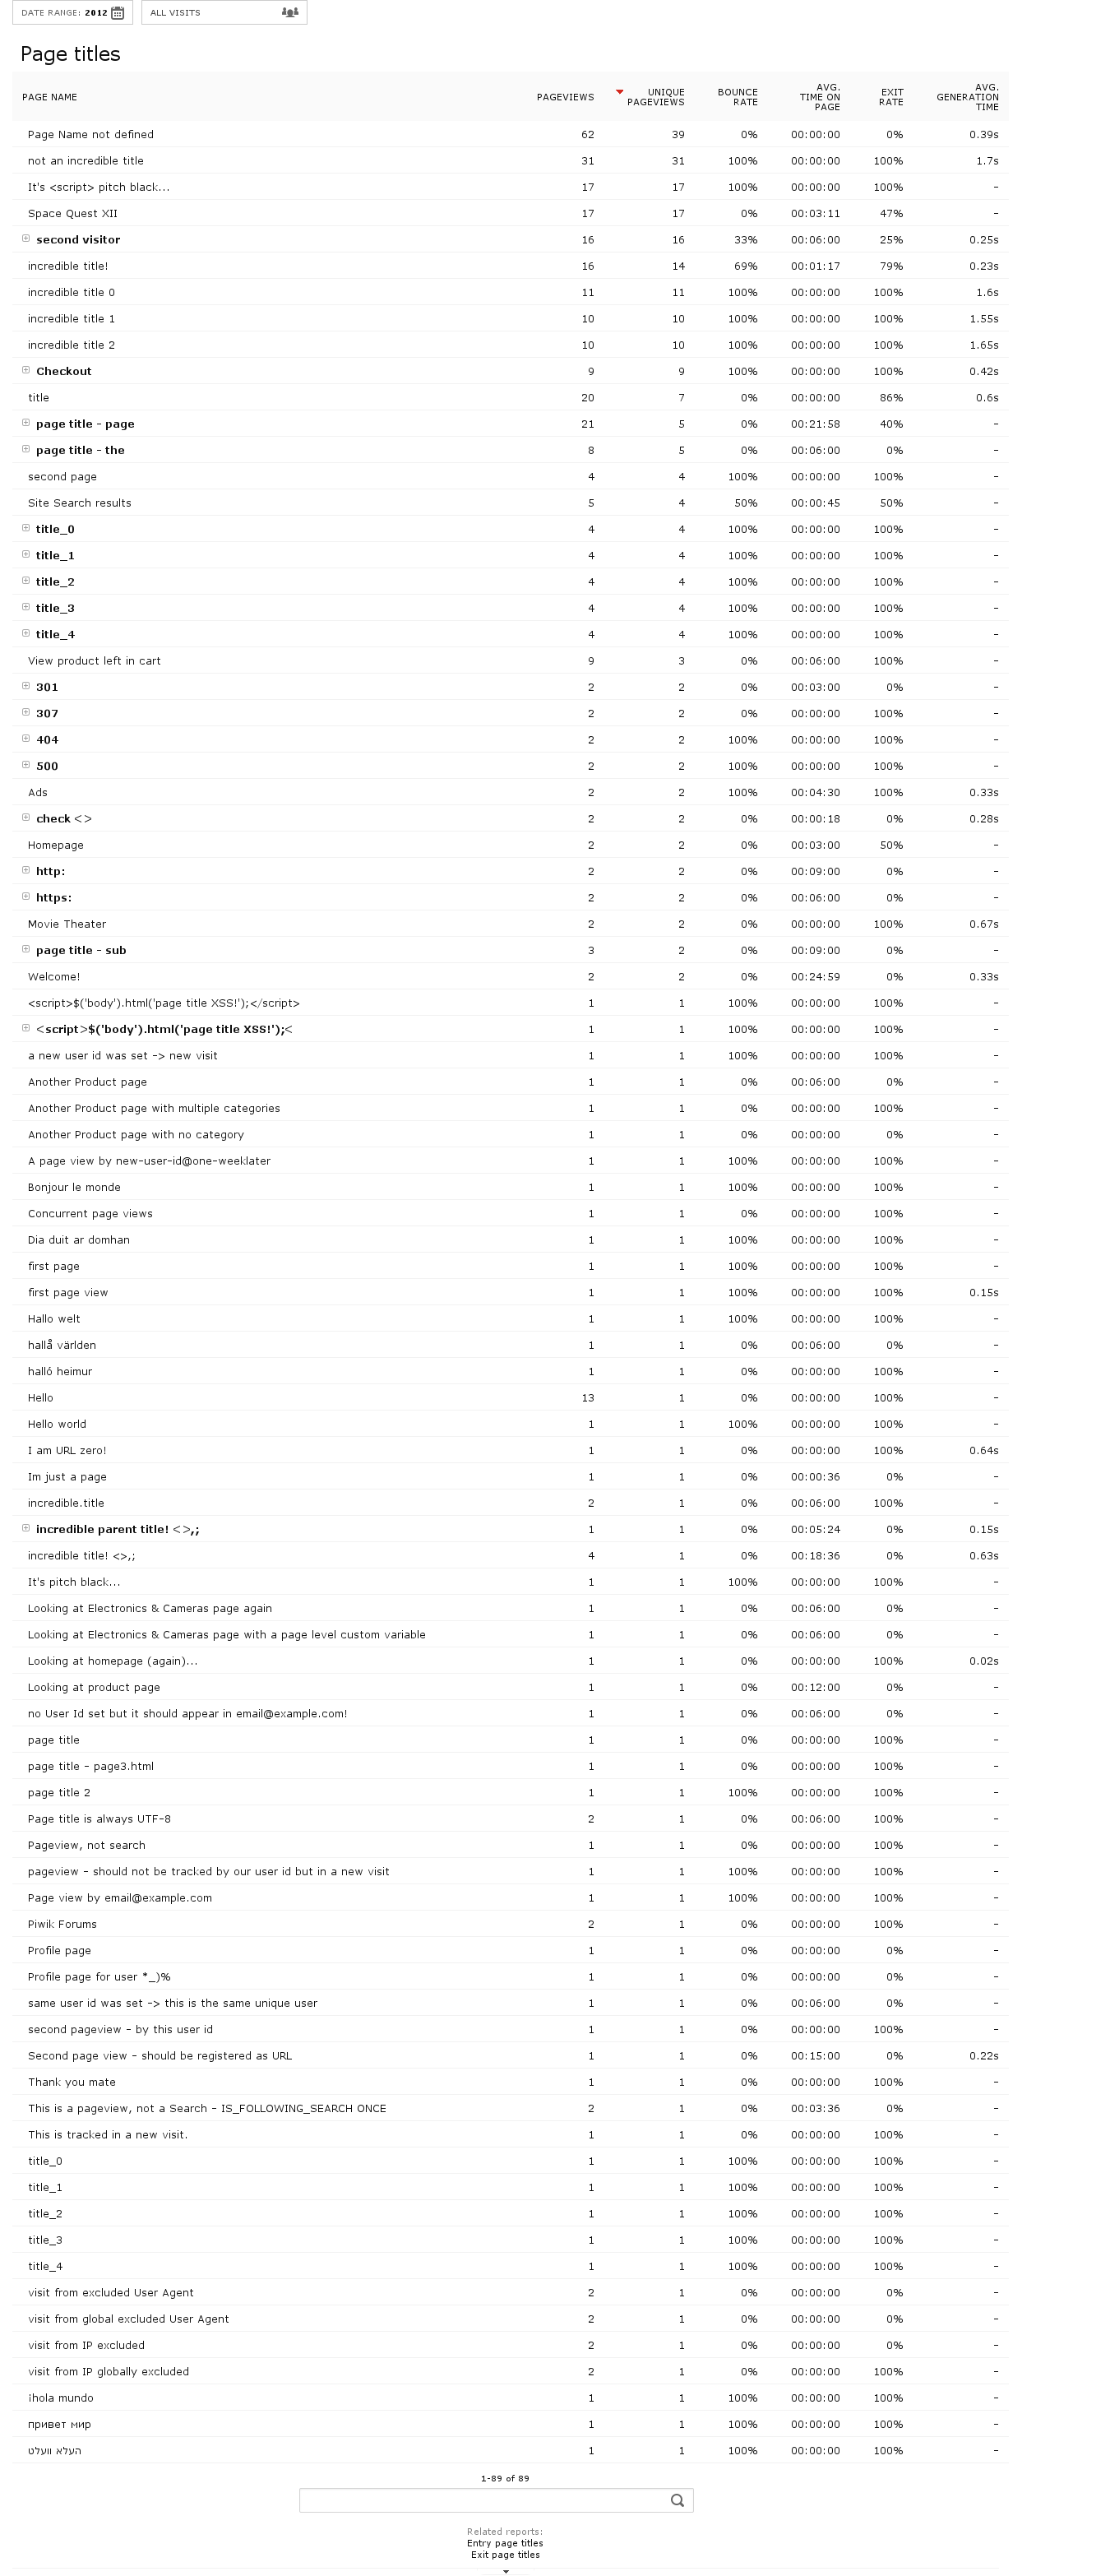 DATE RANGE: 2012 ALL VISITS
Page titles
PAGE NAME PAGEVIEWS UNIQUE PAGEVIEWS BOUNCE RATE AVG. TIME ON PAGE EXIT RATE AVG. GENERATION TIME
Page Name not defined 62 39 0% 00:00:00 0% 0.39s
not an incredible title 31 31 100% 00:00:00 100% 1.7s
It's <script> pitch black... 17 17 100% 00:00:00 100% -
Space Quest XII 17 17 0% 00:03:11 47% -
second visitor 16 16 33% 00:06:00 25% 0.25s
incredible title! 16 14 69% 00:01:17 79% 0.23s
incredible title 0 11 11 100% 00:00:00 100% 1.6s
incredible title 1 10 10 100% 00:00:00 100% 1.55s
incredible title 2 10 10 100% 00:00:00 100% 1.65s
Checkout 9 9 100% 00:00:00 100% 0.42s
title 20 7 0% 00:00:00 86% 0.6s
page title - page 21 5 0% 00:21:58 40% -
page title - the 8 5 0% 00:06:00 0% -
second page 4 4 100% 00:00:00 100% -
Site Search results 5 4 50% 00:00:45 50% -
title_0 4 4 100% 00:00:00 100% -
title_1 4 4 100% 00:00:00 100% -
title_2 4 4 100% 00:00:00 100% -
title_3 4 4 100% 00:00:00 100% -
title_4 4 4 100% 00:00:00 100% -
View product left in cart 9 3 0% 00:06:00 100% -
301 2 2 0% 00:03:00 0% -
307 2 2 0% 00:00:00 100% -
404 2 2 100% 00:00:00 100% -
500 2 2 100% 00:00:00 100% -
Ads 2 2 100% 00:04:30 100% 0.33s
check <> 2 2 0% 00:00:18 0% 0.28s
Homepage 2 2 0% 00:03:00 50% -
http: 2 2 0% 00:09:00 0% -
https: 2 2 0% 00:06:00 0% -
Movie Theater 2 2 0% 00:00:00 100% 0.67s
page title - sub 3 2 0% 00:09:00 0% -
Welcome! 2 2 0% 00:24:59 0% 0.33s
<script>$('body').html('page title XSS!');</script> 1 1 100% 00:00:00 100% -
<script>$('body').html('page title XSS!');< 1 1 100% 00:00:00 100% -
a new user id was set -> new visit 1 1 100% 00:00:00 100% -
Another Product page 1 1 0% 00:06:00 0% -
Another Product page with multiple categories 1 1 0% 00:00:00 100% -
Another Product page with no category 1 1 0% 00:00:00 0% -
A page view by new-user-id@one-weeklater 1 1 100% 00:00:00 100% -
Bonjour le monde 1 1 100% 00:00:00 100% -
Concurrent page views 1 1 0% 00:00:00 100% -
Dia duit ar domhan 1 1 100% 00:00:00 100% -
first page 1 1 100% 00:00:00 100% -
first page view 1 1 100% 00:00:00 100% 0.15s
Hallo welt 1 1 100% 00:00:00 100% -
hallå världen 1 1 0% 00:06:00 0% -
halló heimur 1 1 0% 00:00:00 100% -
Hello 13 1 0% 00:00:00 100% -
Hello world 1 1 100% 00:00:00 100% -
I am URL zero! 1 1 0% 00:00:00 100% 0.64s
Im just a page 1 1 0% 00:00:36 0% -
incredible.title 2 1 0% 00:06:00 100% -
incredible parent title! <>,; 1 1 0% 00:05:24 0% 0.15s
incredible title! <>,; 4 1 0% 00:18:36 0% 0.63s
It's pitch black... 1 1 100% 00:00:00 100% -
Looking at Electronics & Cameras page again 1 1 0% 00:06:00 0% -
Looking at Electronics & Cameras page with a page level custom variable 1 1 0% 00:06:00 0% -
Looking at homepage (again)... 1 1 0% 00:00:00 100% 0.02s
Looking at product page 1 1 0% 00:12:00 0% -
no User Id set but it should appear in email@example.com! 1 1 0% 00:06:00 0% -
page title 1 1 0% 00:00:00 100% -
page title - page3.html 1 1 0% 00:00:00 100% -
page title 2 1 1 100% 00:00:00 100% -
Page title is always UTF-8 2 1 0% 00:06:00 100% -
Pageview, not search 1 1 0% 00:00:00 100% -
pageview - should not be tracked by our user id but in a new visit 1 1 100% 00:00:00 100% -
Page view by email@example.com 1 1 100% 00:00:00 100% -
Piwik Forums 2 1 0% 00:00:00 100% -
Profile page 1 1 0% 00:00:00 0% -
Profile page for user *_)% 1 1 0% 00:00:00 0% -
same user id was set -> this is the same unique user 1 1 0% 00:06:00 0% -
second pageview - by this user id 1 1 0% 00:00:00 100% -
Second page view - should be registered as URL 1 1 0% 00:15:00 0% 0.22s
Thank you mate 1 1 0% 00:00:00 100% -
This is a pageview, not a Search - IS_FOLLOWING_SEARCH ONCE 2 1 0% 00:03:36 0% -
This is tracked in a new visit. 1 1 0% 00:00:00 100% -
title_0 1 1 100% 00:00:00 100% -
title_1 1 1 100% 00:00:00 100% -
title_2 1 1 100% 00:00:00 100% -
title_3 1 1 100% 00:00:00 100% -
title_4 1 1 100% 00:00:00 100% -
visit from excluded User Agent 2 1 0% 00:00:00 0% -
visit from global excluded User Agent 2 1 0% 00:00:00 0% -
visit from IP excluded 2 1 0% 00:00:00 0% -
visit from IP globally excluded 2 1 0% 00:00:00 100% -
¡hola mundo 1 1 100% 00:00:00 100% -
привет мир 1 1 100% 00:00:00 100% -
העלא וועלט 1 1 100% 00:00:00 100% -
1-89 of 89
Related reports:
Entry page titles
Exit page titles